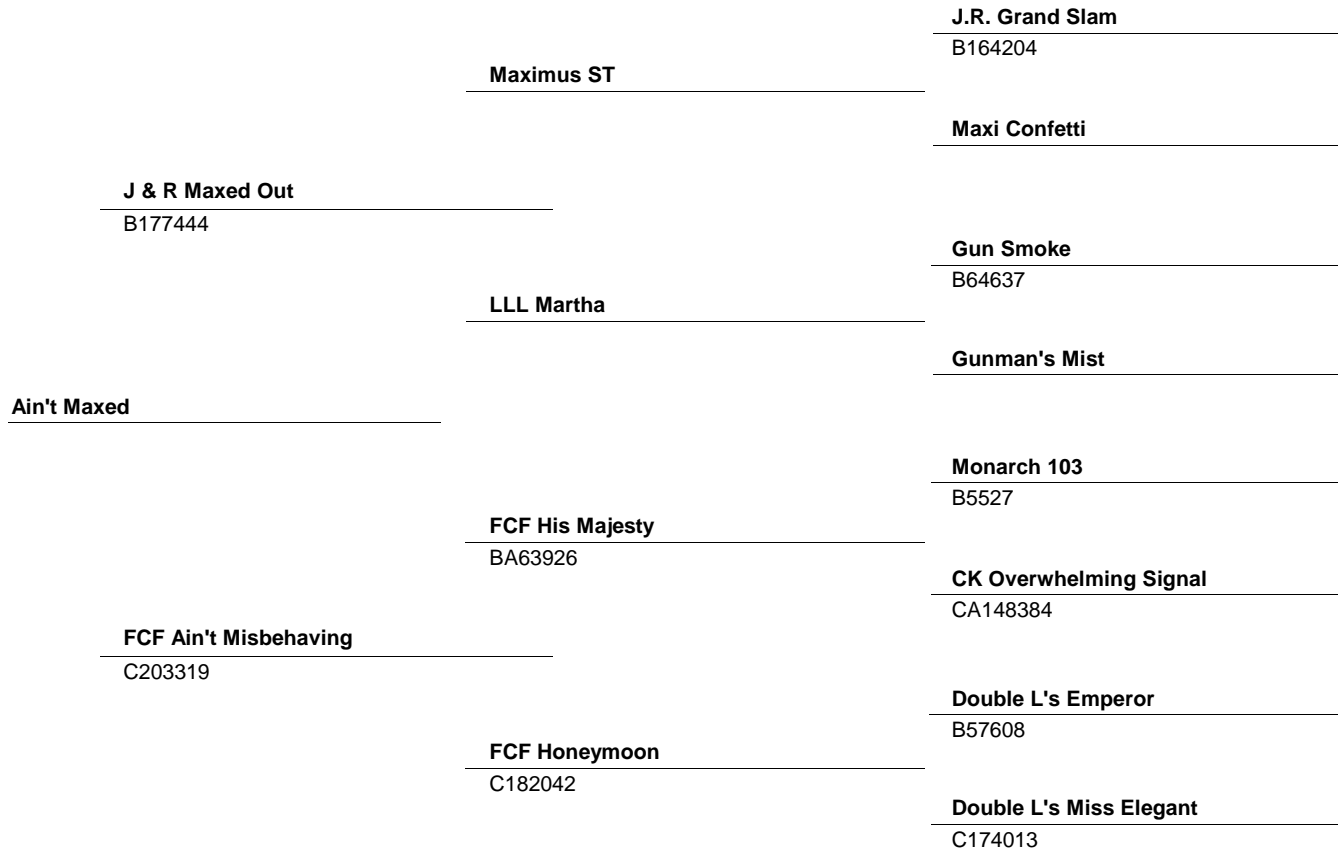 J.R. Grand Slam
B164204
Maximus ST
Maxi Confetti
J & R Maxed Out
B177444
Gun Smoke
B64637
LLL Martha
Gunman's Mist
Ain't Maxed
Monarch 103
B5527
FCF His Majesty
BA63926
CK Overwhelming Signal
CA148384
FCF Ain't Misbehaving
C203319
Double L's Emperor
B57608
FCF Honeymoon
C182042
Double L's Miss Elegant
C174013